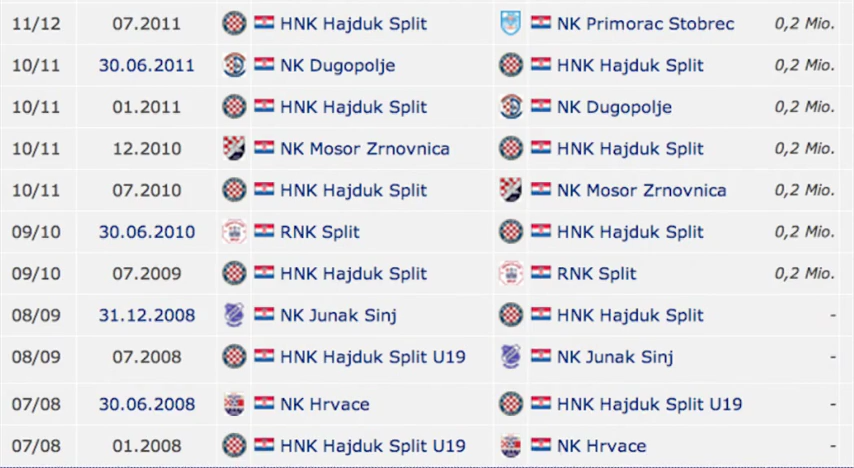 11/12 07.2011 HNK Hajduk Split NK Primorac Stobrec 0,2 Mio.
10/11 30.06.2011 NK Dugopolje HNK Hajduk Split 0,2 Mio.
10/11 01.2011 HNK Hajduk Split NK Dugopolje 0,2 Mio.
10/11 12.2010 NK Mosor Zrnovnica HNK Hajduk Split 0,2 Mio.
10/11 07.2010 HNK Hajduk Split NK Mosor Zrnovnica 0,2 Mio.
09/10 30.06.2010 RNK Split HNK Hajduk Split 0,2 Mio.
09/10 07.2009 HNK Hajduk Split RNK Split 0,2 Mio.
08/09 31.12.2008 NK Junak Sinj HNK Hajduk Split -
08/09 07.2008 HNK Hajduk Split U19 NK Junak Sinj -
07/08 30.06.2008 NK Hrvace HNK Hajduk Split U19 -
07/08 01.2008 HNK Hajduk Split U19 NK Hrvace -